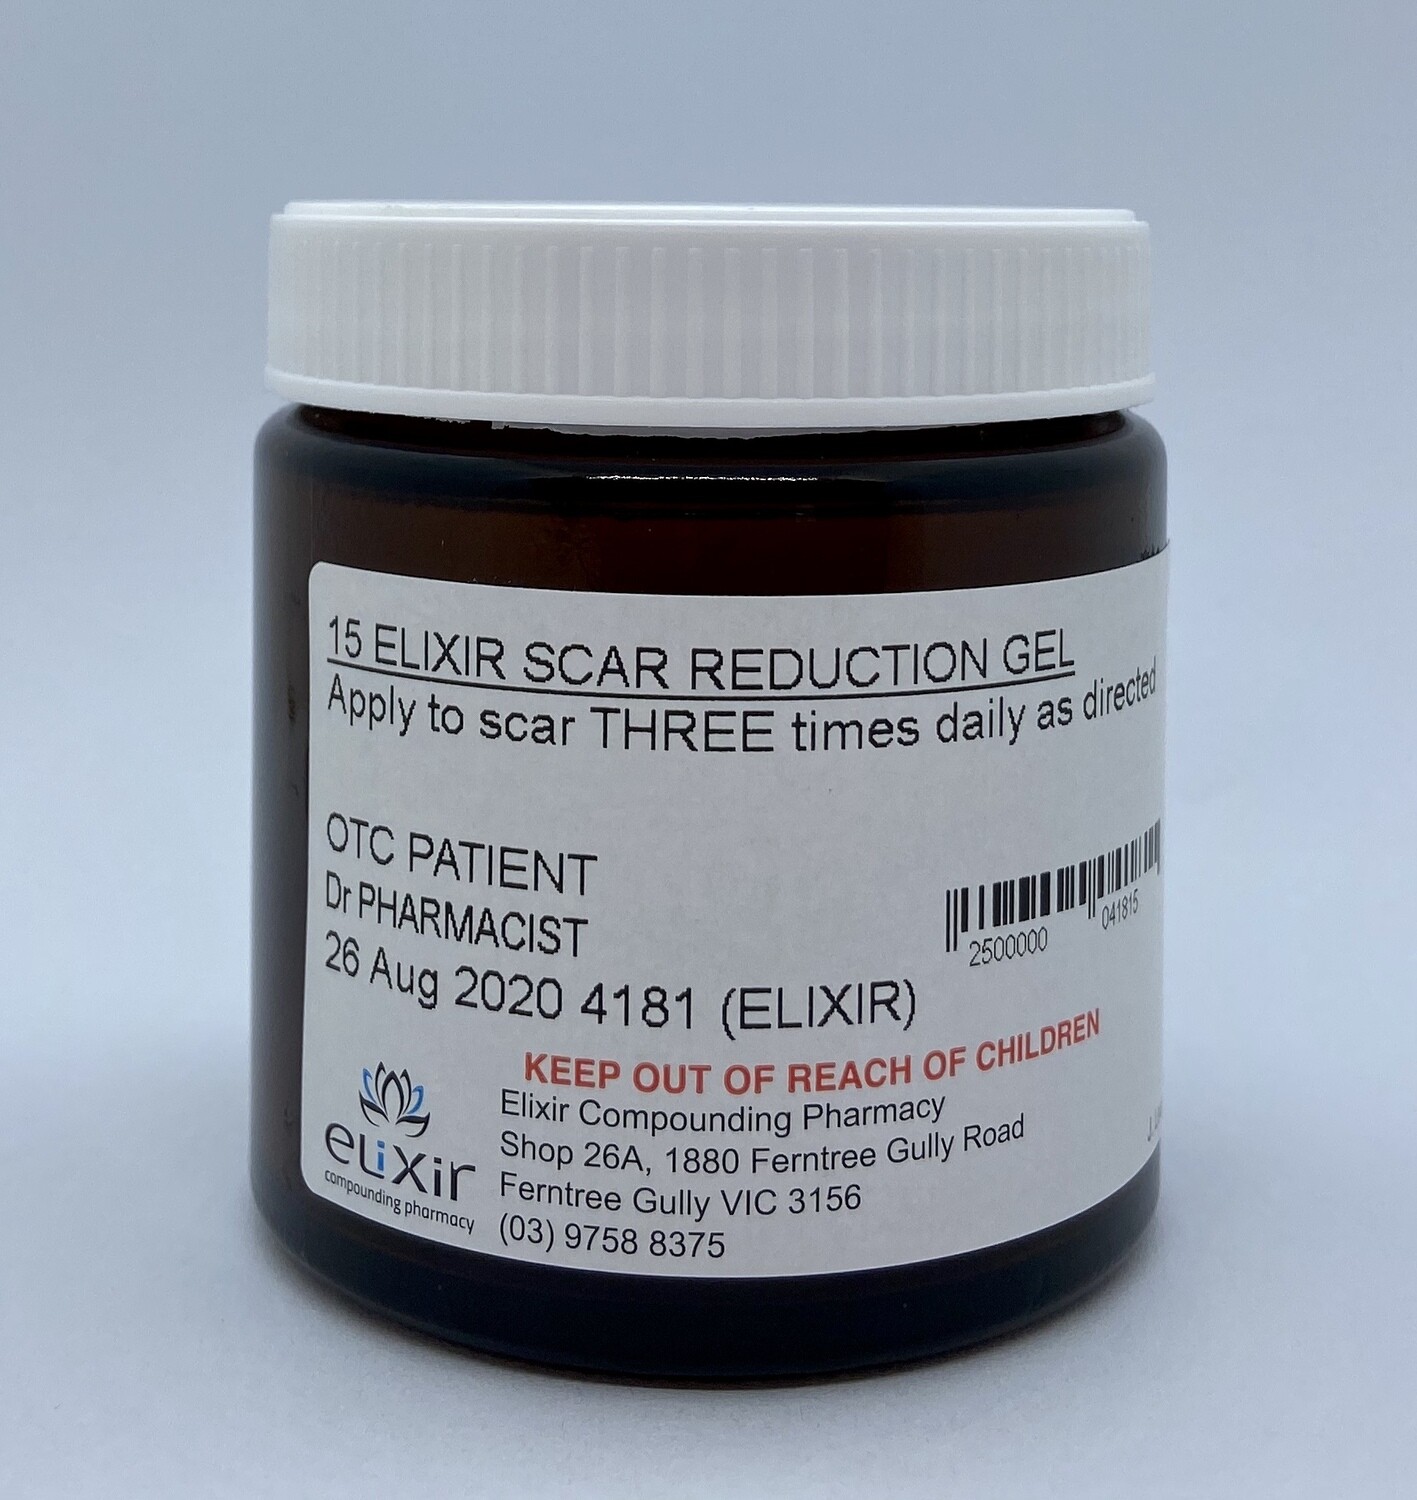 15 ELIXIR SCAR REDUCTION GEL
Apply to scar THREE times daily as directed
OTC PATIENT
Dr PHARMACIST
26 Aug 2020 4181 (ELIXIR)
2500000 041815
KEEP OUT OF REACH OF CHILDREN
Elixir Compounding Pharmacy
Shop 26A, 1880 Ferntree Gully Road
Ferntree Gully VIC 3156
(03) 9758 8375
eLiXir
compounding pharmacy